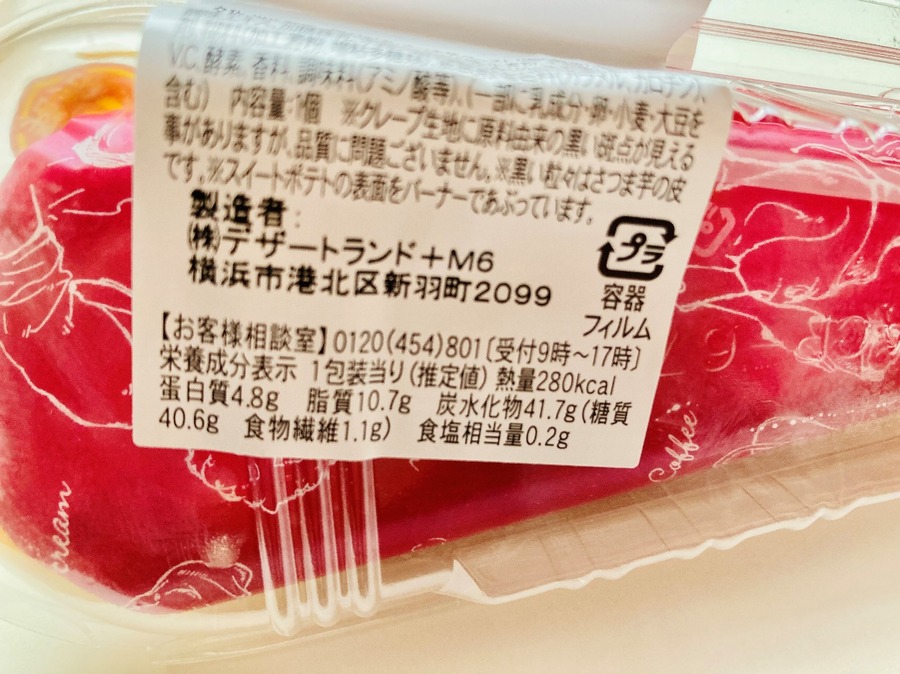 V.C、酵素、香料、調味料(アミノ酸等)、(一部に乳成分・卵・小麦・大豆を
含む) 内容量:1個 ※クレープ生地に原料由来の黒い斑点が見える
事がありますが、品質に問題ございません。※黒い粒々はさつま芋の皮
です。※スイートポテトの表面をバーナーであぶっています。
製造者:
㈱デザートランド+M6
横浜市港北区新羽町2099
プラ
容器
フィルム
【お客様相談室】0120(454)801〔受付9時〜17時〕
栄養成分表示 1包装当り(推定値) 熱量280kcal
蛋白質4.8g 脂質10.7g 炭水化物41.7g(糖質
40.6g 食物繊維1.1g) 食塩相当量0.2g
Coffee
cream